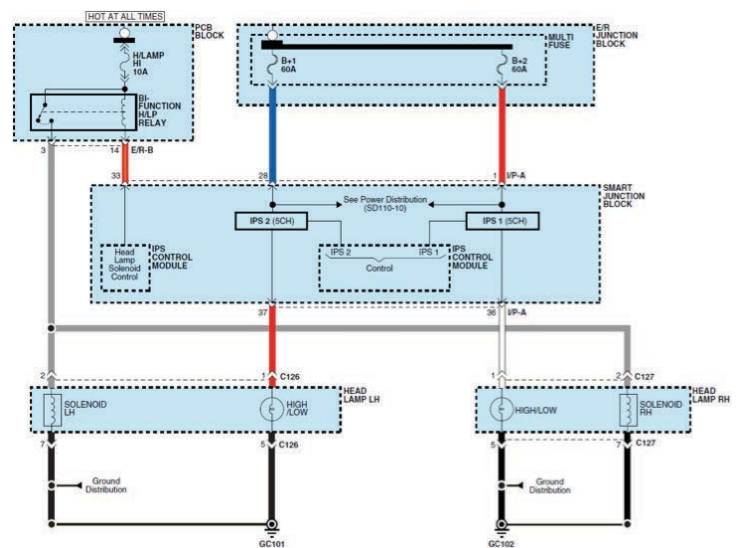 HOT AT ALL TIMES
PCB
BLOCK
H/LAMP
HI
10A
BI-
FUNCTION
H/LP
RELAY
E/R
JUNCTION
BLOCK
MULTI
FUSE
B+1
60A
B+2
60A
3
14
E/R-B
33
28
1
I/P-A
SMART
JUNCTION
BLOCK
See Power Distribution
(SD110-10)
IPS 2 (5CH)
IPS 1 (5CH)
Head
Lamp
Solenoid
Control
IPS
CONTROL
MODULE
IPS 2
IPS 1
Control
IPS
CONTROL
MODULE
37
36
I/P-A
2
1
C126
1
2
C127
HEAD
LAMP LH
SOLENOID
LH
HIGH
/LOW
HIGH/LOW
SOLENOID
RH
HEAD
LAMP RH
7
5
C126
5
7
C127
Ground
Distribution
Ground
Distribution
GC101
GC102